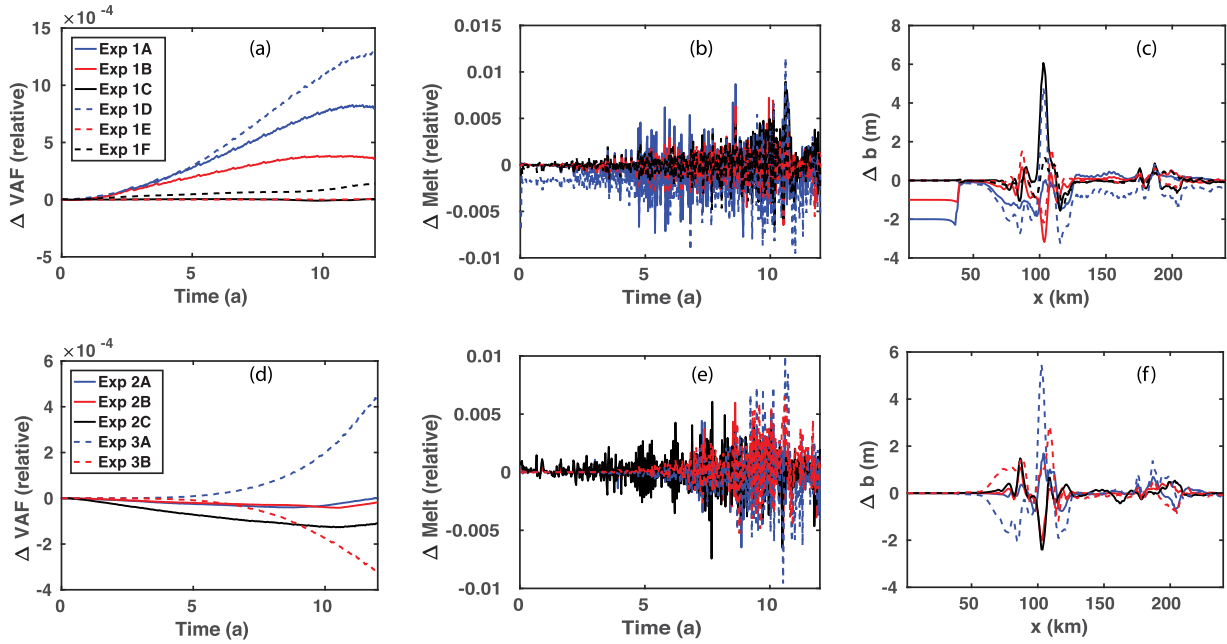 × 10⁻⁴
15
10
5
0
-5
Δ VAF (relative)
Exp 1A
Exp 1B
Exp 1C
Exp 1D
Exp 1E
Exp 1F
(a)
0
5
10
Time (a)
0.015
0.01
0.005
0
-0.005
-0.01
Δ Melt (relative)
(b)
0
5
10
Time (a)
8
6
4
2
0
-2
-4
Δ b (m)
(c)
50
100
150
200
x (km)
× 10⁻⁴
6
4
2
0
-2
-4
Δ VAF (relative)
Exp 2A
Exp 2B
Exp 2C
Exp 3A
Exp 3B
(d)
0
5
10
Time (a)
0.01
0.005
0
-0.005
-0.01
Δ Melt (relative)
(e)
0
5
10
Time (a)
6
4
2
0
-2
-4
Δ b (m)
(f)
50
100
150
200
x (km)